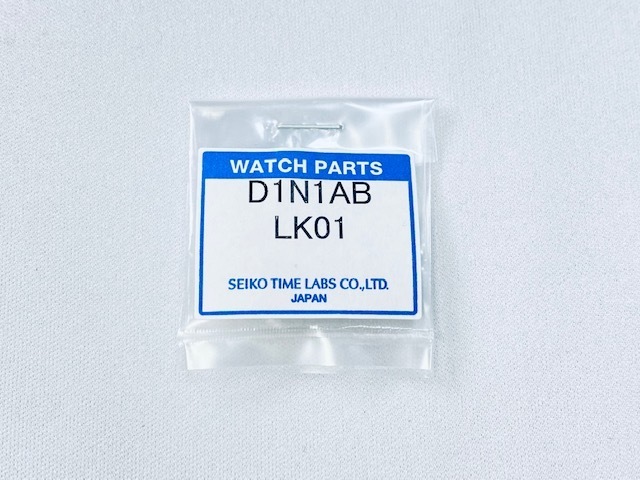 WATCH PARTS
D1N1AB
LK01
SEIKO TIME LABS CO.,LTD.
JAPAN